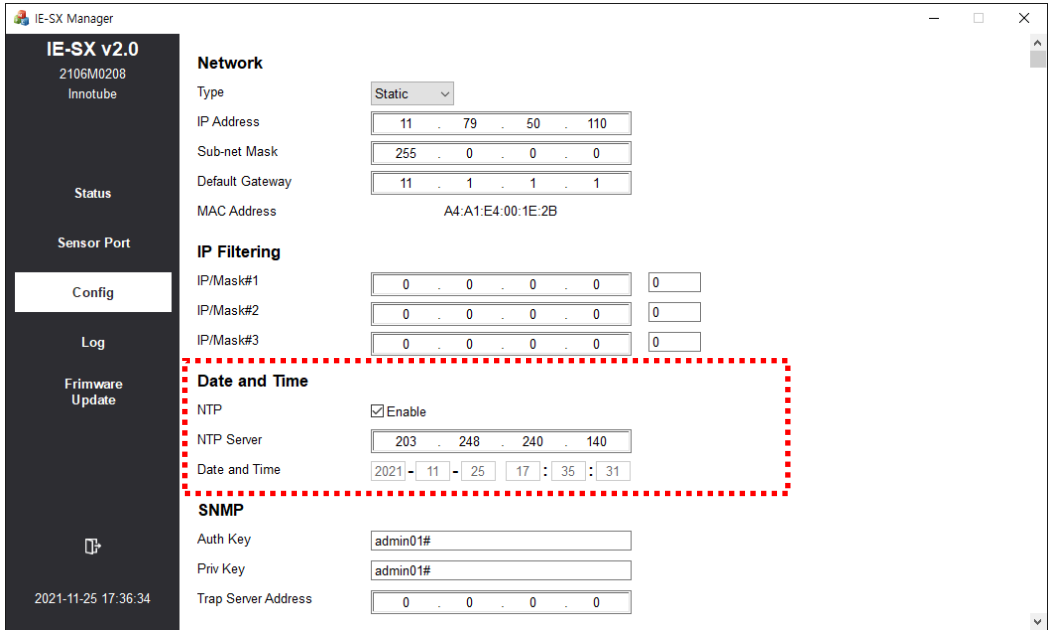 IE-SX Manager
IE-SX v2.0
2106M0208
Innotube
Status
Sensor Port
Config
Log
Frimware
Update
2021-11-25 17:36:34
Network
Type Static
IP Address 11 . 79 . 50 . 110
Sub-net Mask 255 . 0 . 0 . 0
Default Gateway 11 . 1 . 1 . 1
MAC Address A4:A1:E4:00:1E:2B
IP Filtering
IP/Mask#1 0 . 0 . 0 . 0 0
IP/Mask#2 0 . 0 . 0 . 0 0
IP/Mask#3 0 . 0 . 0 . 0 0
Date and Time
NTP Enable
NTP Server 203 . 248 . 240 . 140
Date and Time 2021 - 11 - 25 17 : 35 : 31
SNMP
Auth Key admin01#
Priv Key admin01#
Trap Server Address 0 . 0 . 0 . 0